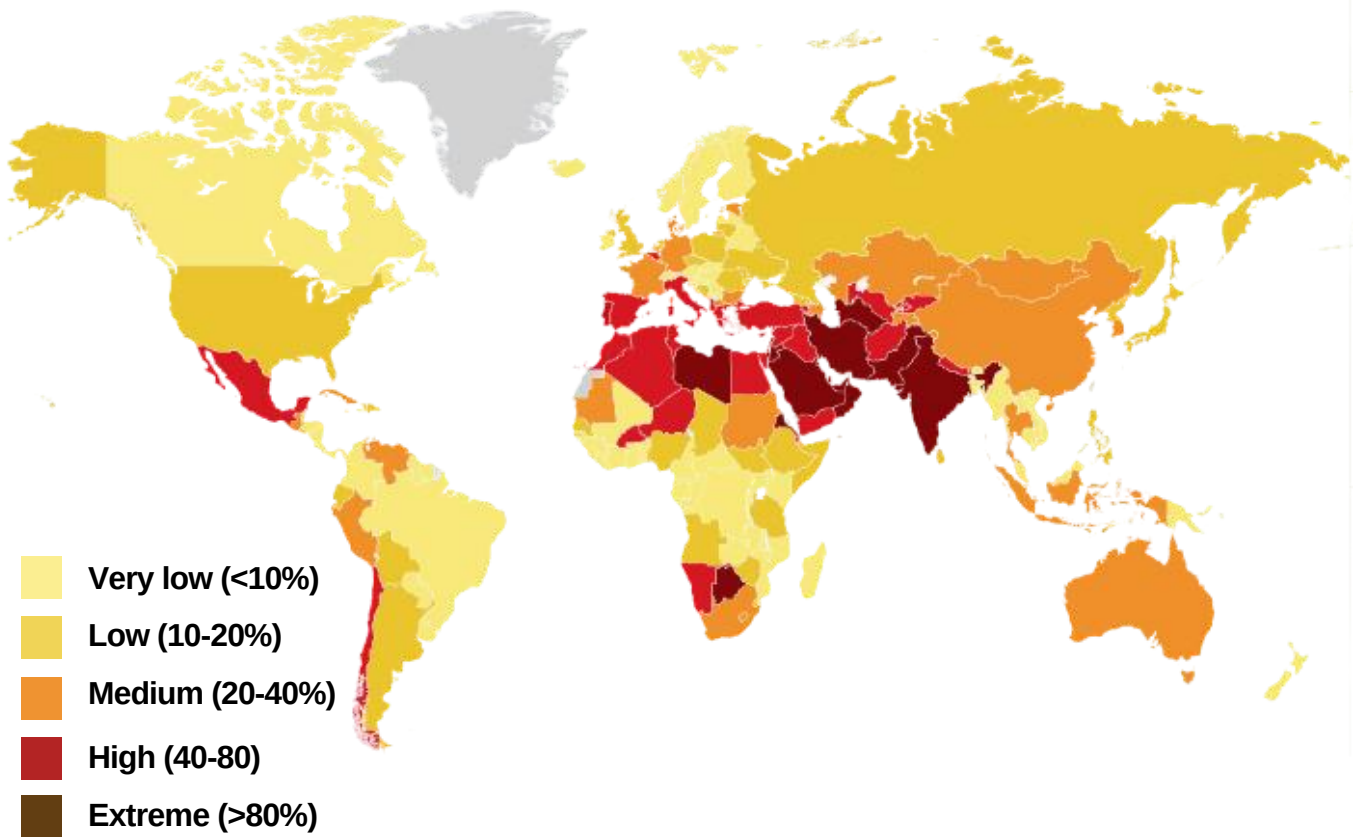 Very low (<10%)
Low (10-20%)
Medium (20-40%)
High (40-80)
Extreme (>80%)